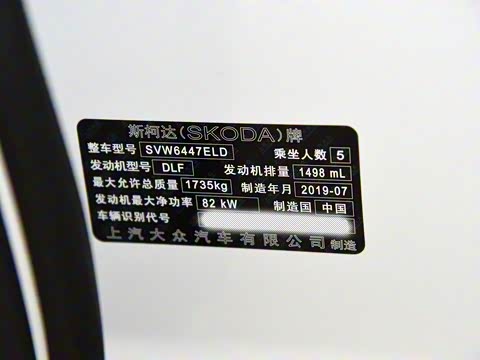 斯柯达(SKODA)牌
整车型号 SVW6447ELD 乘坐人数 5
发动机型号 DLF 发动机排量 1498 mL
最大允许总质量 1735kg 制造年月 2019-07
发动机最大净功率 82 kW 制造国 中国
车辆识别代号
上汽大众汽车有限公司 制造